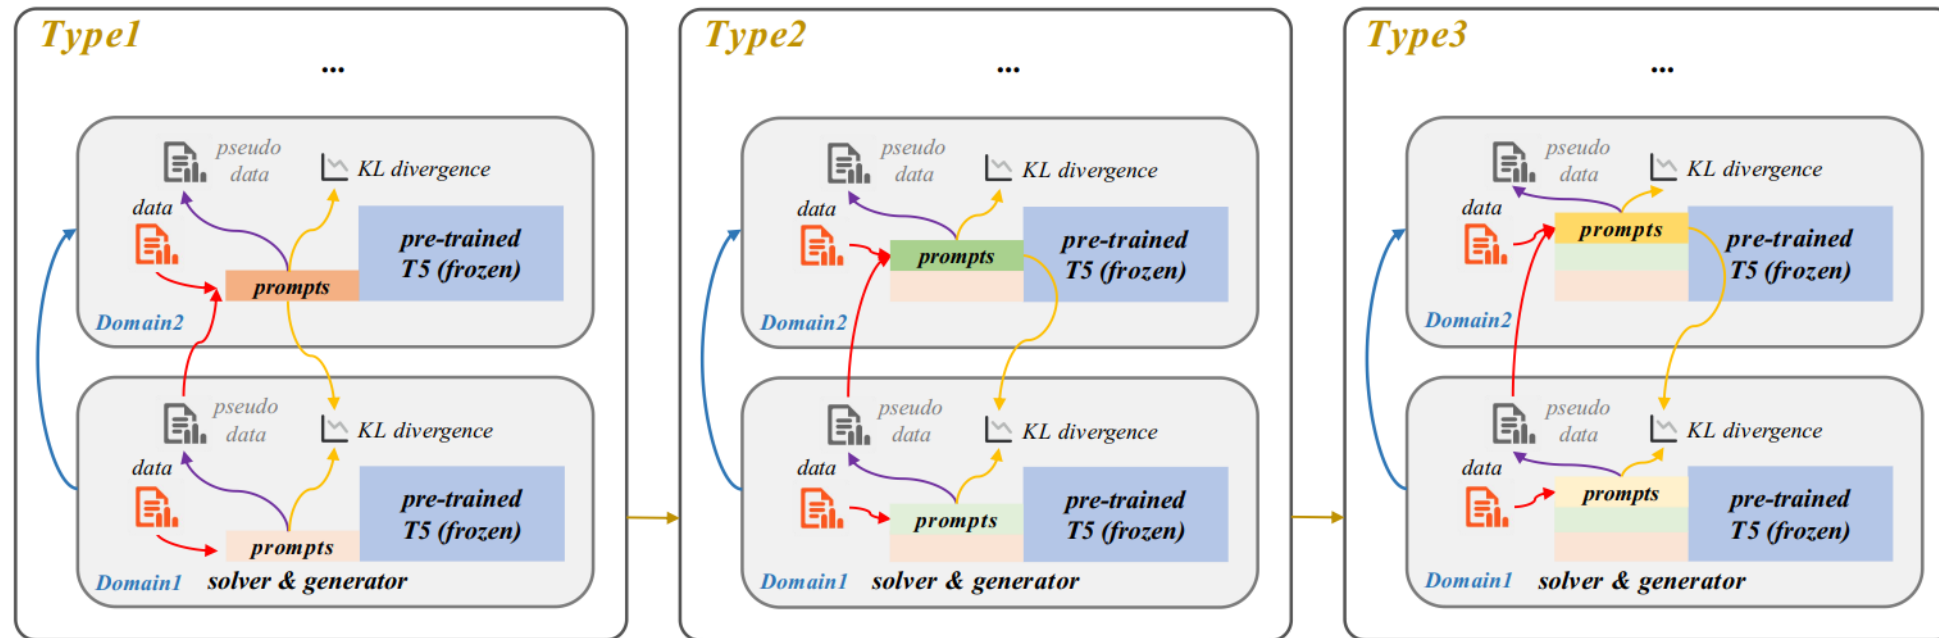 Type1
...
pseudo
data
KL divergence
data
pre-trained
T5 (frozen)
prompts
Domain2
pseudo
data
KL divergence
data
pre-trained
T5 (frozen)
prompts
Domain1
solver & generator
Type2
...
pseudo
data
KL divergence
data
pre-trained
T5 (frozen)
prompts
Domain2
pseudo
data
KL divergence
data
pre-trained
T5 (frozen)
prompts
Domain1
solver & generator
Type3
...
pseudo
data
KL divergence
data
prompts
pre-trained
T5 (frozen)
Domain2
pseudo
data
KL divergence
data
prompts
pre-trained
T5 (frozen)
Domain1
solver & generator